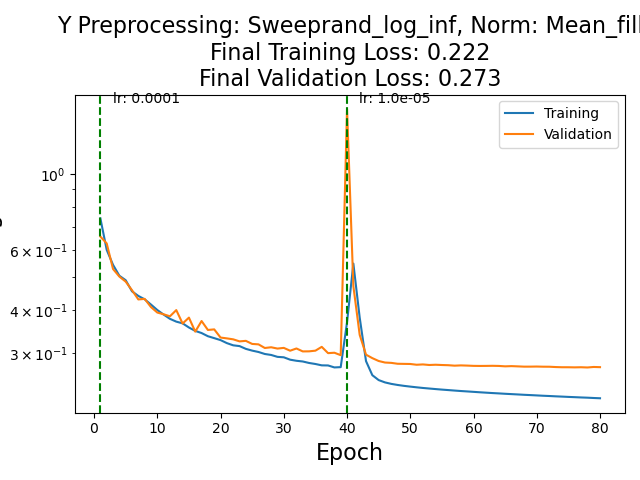 Y Preprocessing: Sweeprand_log_inf, Norm: Mean_fill
Final Training Loss: 0.222
Final Validation Loss: 0.273
lr: 0.0001
lr: 1.0e-05
Training
Validation
10⁰
6 × 10⁻¹
4 × 10⁻¹
3 × 10⁻¹
0 10 20 30 40 50 60 70 80
Epoch